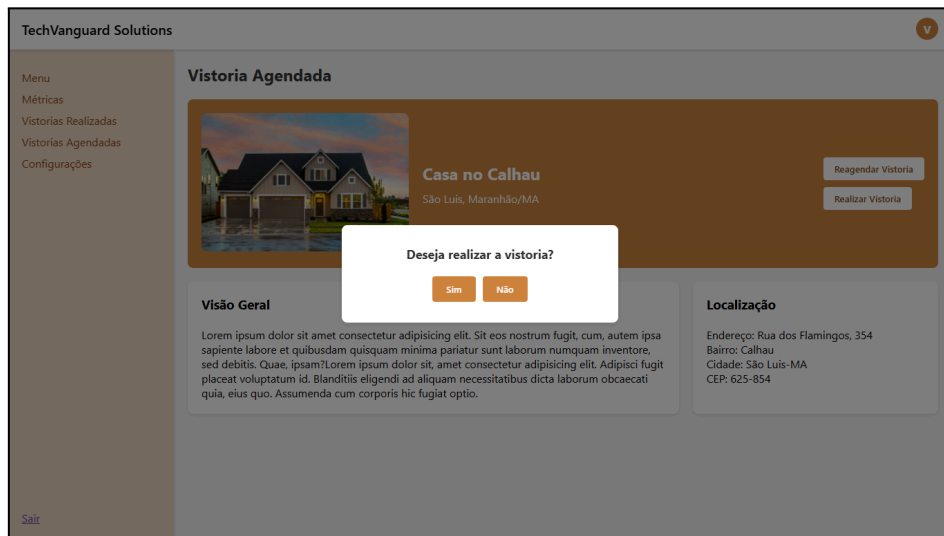 TechVanguard Solutions
V
Menu
Métricas
Vistorias Realizadas
Vistorias Agendadas
Configurações
Sair
Vistoria Agendada
Casa no Calhau
São Luis, Maranhão/MA
Reagendar Vistoria
Realizar Vistoria
Deseja realizar a vistoria?
Sim
Não
Visão Geral
Lorem ipsum dolor sit amet consectetur adipisicing elit. Sit eos nostrum fugit, cum, autem ipsa
sapiente labore et quibusdam quisquam minima pariatur sunt laborum numquam inventore,
sed debitis. Quae, ipsam?Lorem ipsum dolor sit, amet consectetur adipisicing elit. Adipisci fugit
placeat voluptatum id. Blanditiis eligendi ad aliquam necessitatibus dicta laborum obcaecati
quia, eius quo. Assumenda cum corporis hic fugiat optio.
Localização
Endereço: Rua dos Flamingos, 354
Bairro: Calhau
Cidade: São Luis-MA
CEP: 625-854